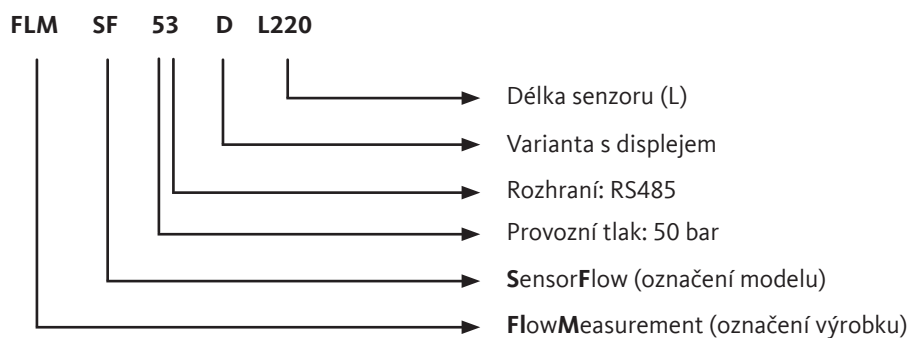 FLM SF 53 D L220
Délka senzoru (L)
Varianta s displejem
Rozhraní: RS485
Provozní tlak: 50 bar
SensorFlow (označení modelu)
FlowMeasurement (označení výrobku)